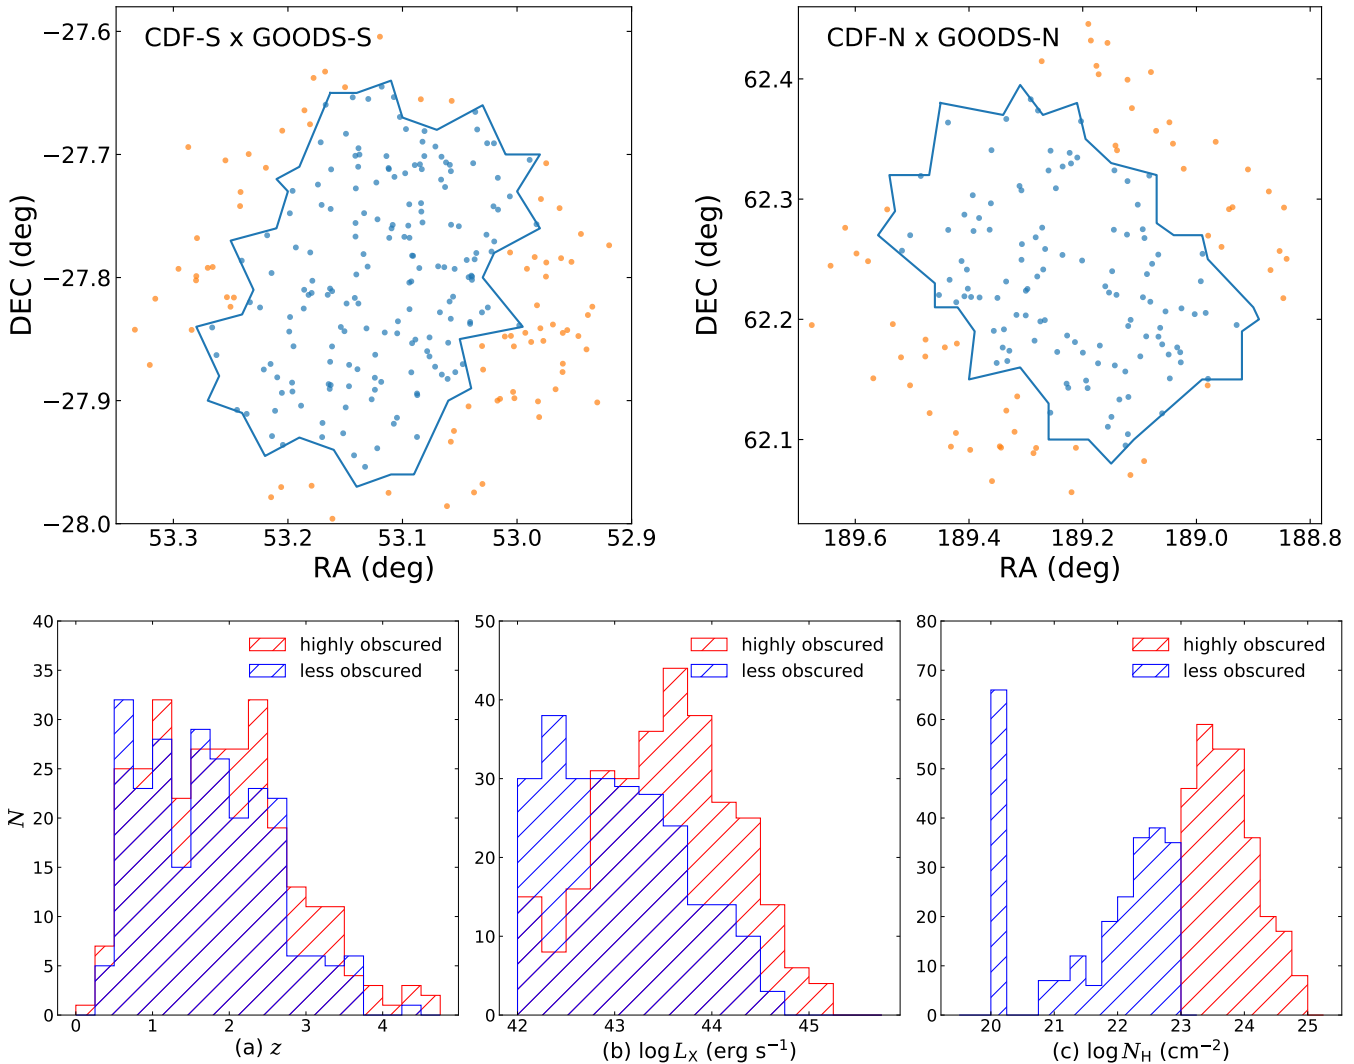 CDF-S x GOODS-S
−27.6
−27.7
−27.8
−27.9
−28.0
DEC (deg)
53.3 53.2 53.1 53.0 52.9
RA (deg)
CDF-N x GOODS-N
62.4
62.3
62.2
62.1
DEC (deg)
189.6 189.4 189.2 189.0 188.8
RA (deg)
40
35
30
25
20
15
10
5
0
N
highly obscured
less obscured
0 1 2 3 4
(a) z
50
40
30
20
10
0
highly obscured
less obscured
42 43 44 45
(b) log L_X (erg s⁻¹)
80
70
60
50
40
30
20
10
0
highly obscured
less obscured
20 21 22 23 24 25
(c) log N_H (cm⁻²)